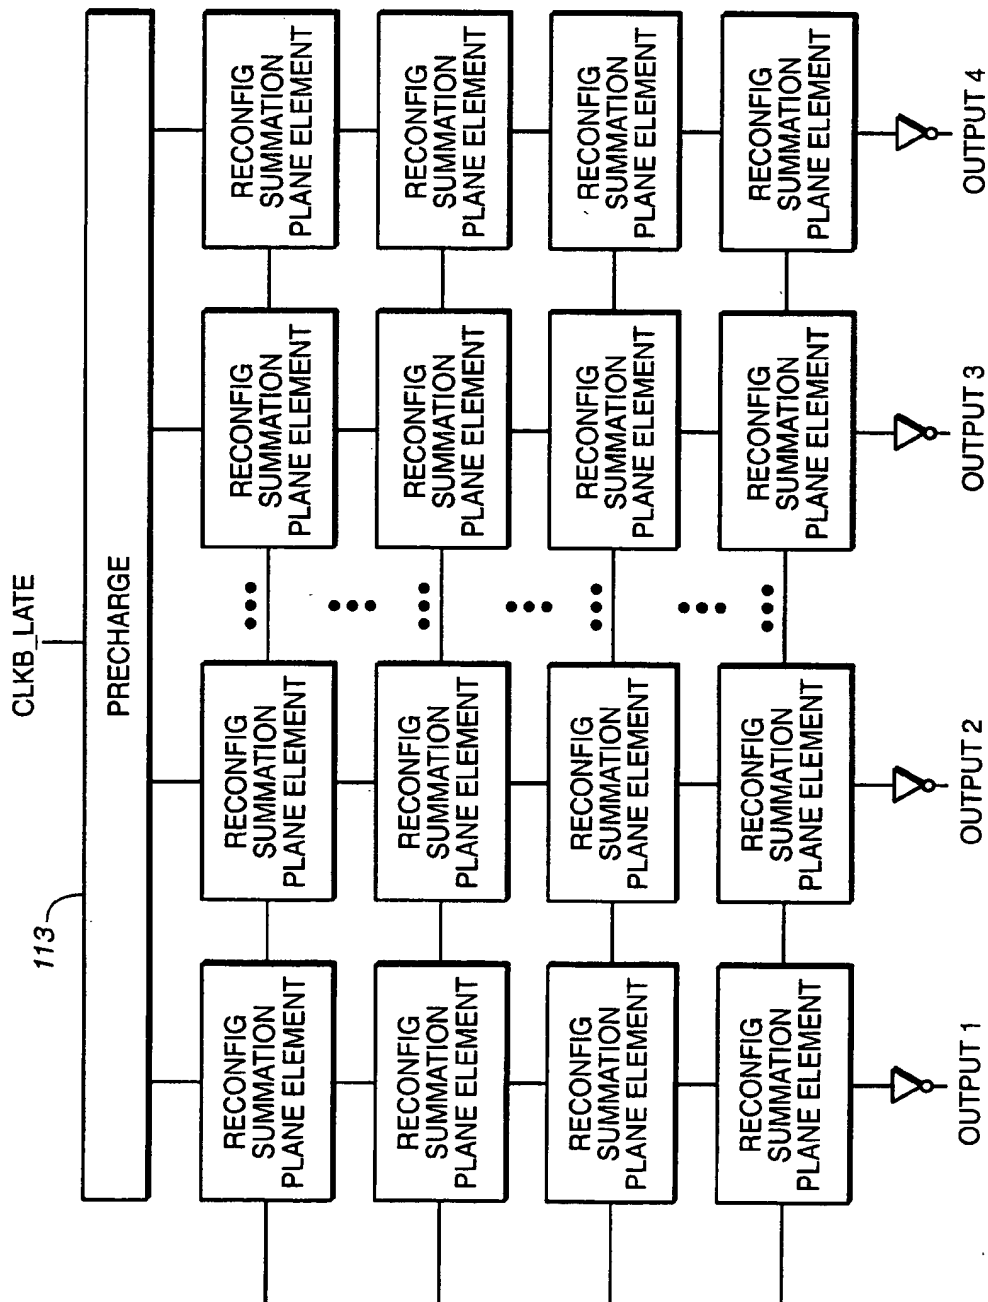 CLKB_LATE
113
PRECHARGE
RECONFIG
SUMMATION
PLANE ELEMENT
RECONFIG
SUMMATION
PLANE ELEMENT
RECONFIG
SUMMATION
PLANE ELEMENT
RECONFIG
SUMMATION
PLANE ELEMENT
RECONFIG
SUMMATION
PLANE ELEMENT
RECONFIG
SUMMATION
PLANE ELEMENT
RECONFIG
SUMMATION
PLANE ELEMENT
RECONFIG
SUMMATION
PLANE ELEMENT
RECONFIG
SUMMATION
PLANE ELEMENT
RECONFIG
SUMMATION
PLANE ELEMENT
RECONFIG
SUMMATION
PLANE ELEMENT
RECONFIG
SUMMATION
PLANE ELEMENT
RECONFIG
SUMMATION
PLANE ELEMENT
RECONFIG
SUMMATION
PLANE ELEMENT
RECONFIG
SUMMATION
PLANE ELEMENT
RECONFIG
SUMMATION
PLANE ELEMENT
OUTPUT 1
OUTPUT 2
OUTPUT 3
OUTPUT 4